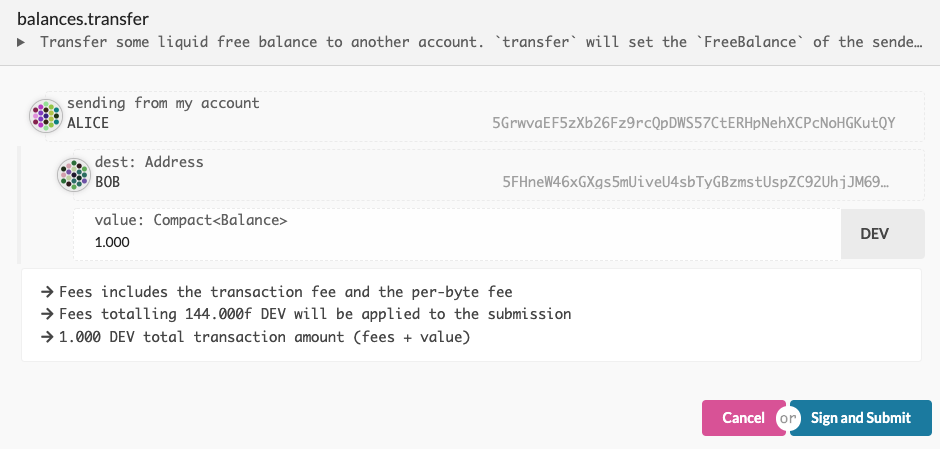 balances.transfer
▶ Transfer some liquid free balance to another account. `transfer` will set the `FreeBalance` of the sende…
sending from my account
ALICE 5GrwvaEF5zXb26Fz9rcQpDWS57CtERHpNehXCPcNoHGKutQY
dest: Address
BOB 5FHneW46xGXgs5mUiveU4sbTyGBzmstUspZC92UhjJM69…
value: Compact<Balance>
1.000 DEV
→ Fees includes the transaction fee and the per-byte fee
→ Fees totalling 144.000f DEV will be applied to the submission
→ 1.000 DEV total transaction amount (fees + value)
Cancel or Sign and Submit